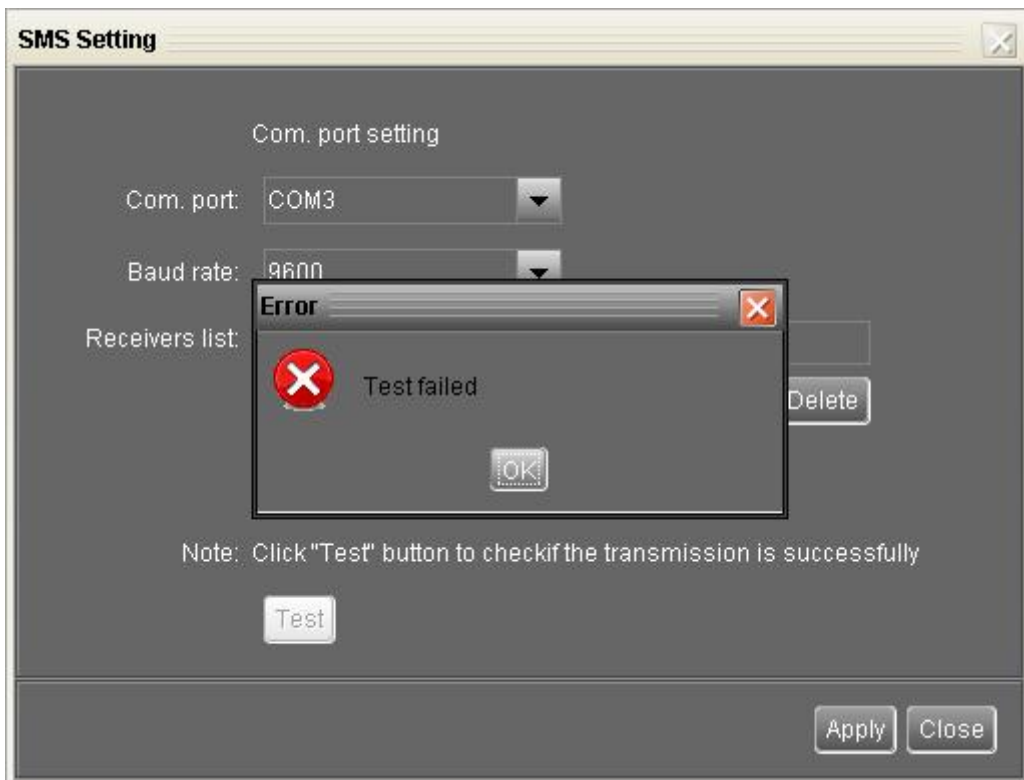 SMS Setting
Com. port setting
Com. port: COM3
Baud rate: 9600
Error
Receivers list:
Test failed
Delete
OK
Note: Click "Test" button to checkif the transmission is successfully
Test
Apply Close